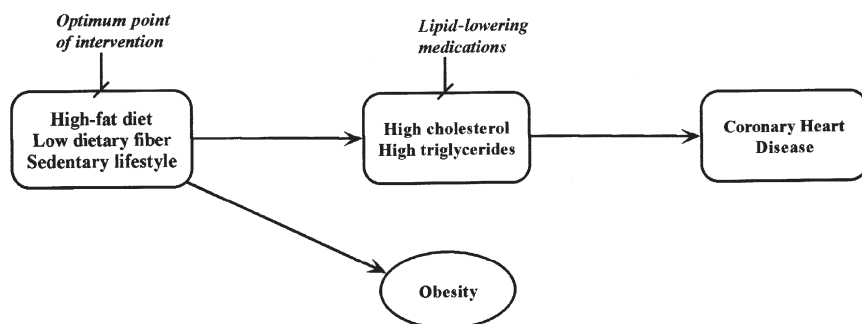 Optimum point
of intervention
Lipid-lowering
medications
High-fat diet
Low dietary fiber
Sedentary lifestyle
High cholesterol
High triglycerides
Coronary Heart
Disease
Obesity